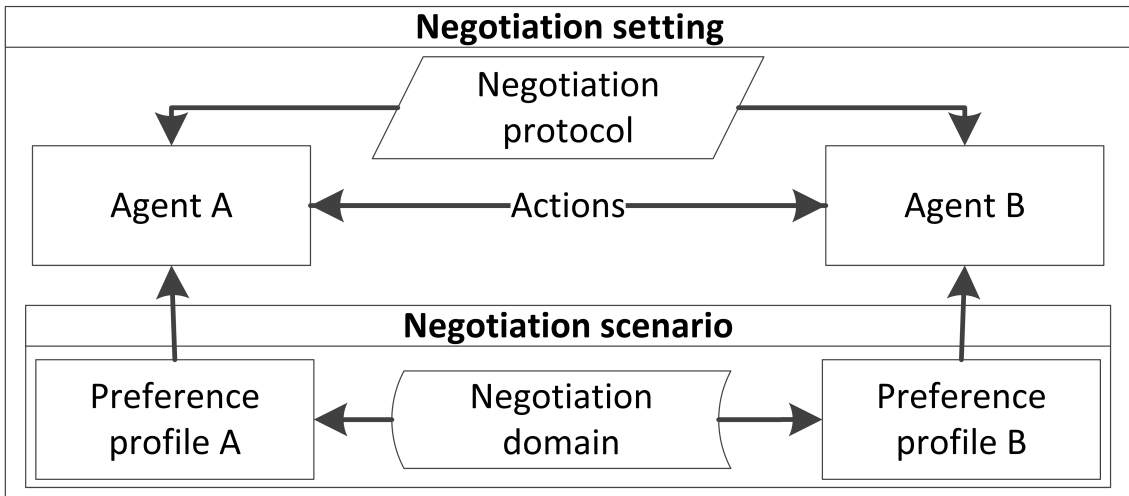 Negotiation setting
Negotiation
protocol
Agent A
Actions
Agent B
Negotiation scenario
Preference
profile A
Negotiation
domain
Preference
profile B